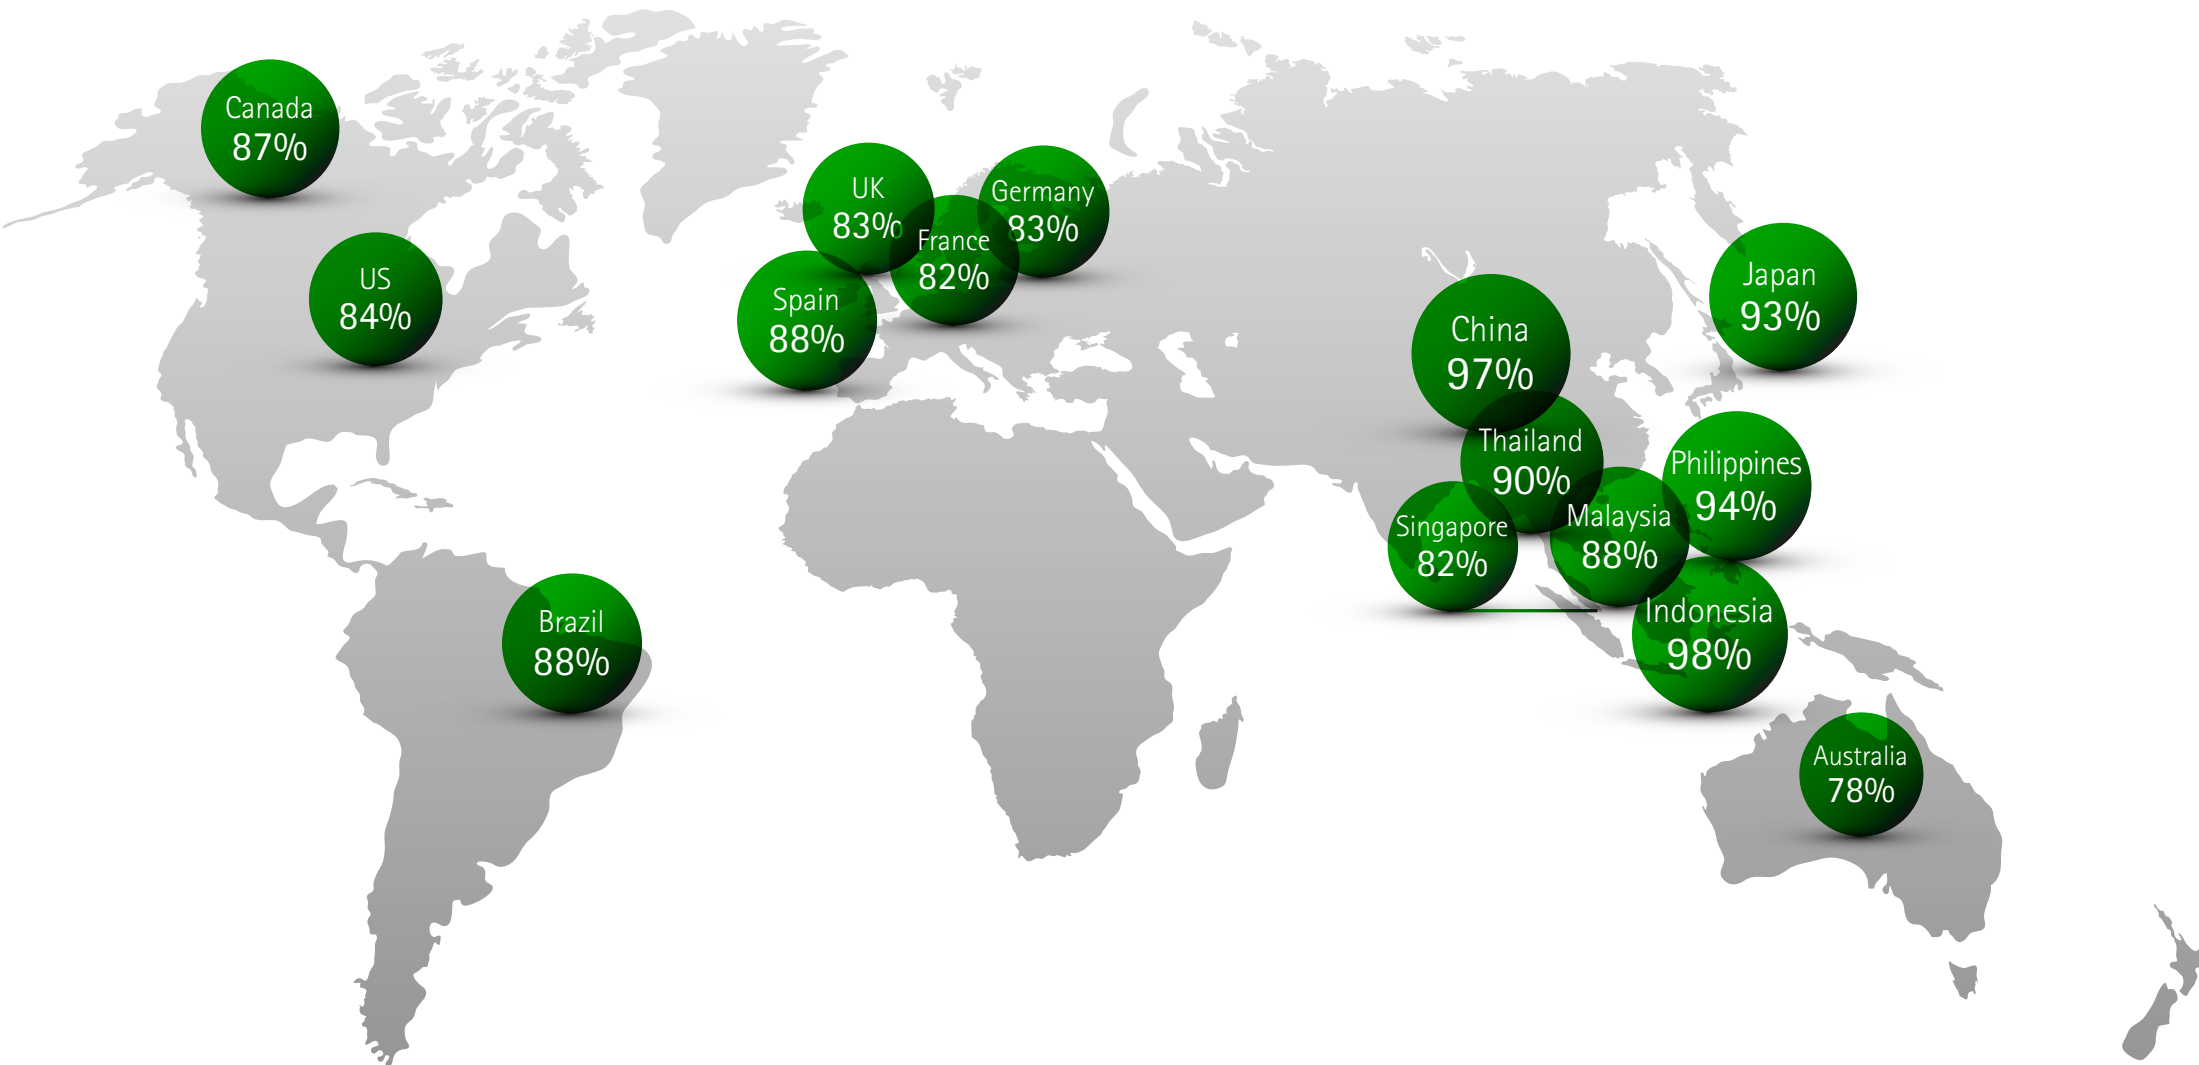 Canada
87%
US
84%
UK
83%
Germany
83%
France
82%
Spain
88%
Japan
93%
China
97%
Thailand
90%
Philippines
94%
Singapore
82%
Malaysia
88%
Indonesia
98%
Brazil
88%
Australia
78%